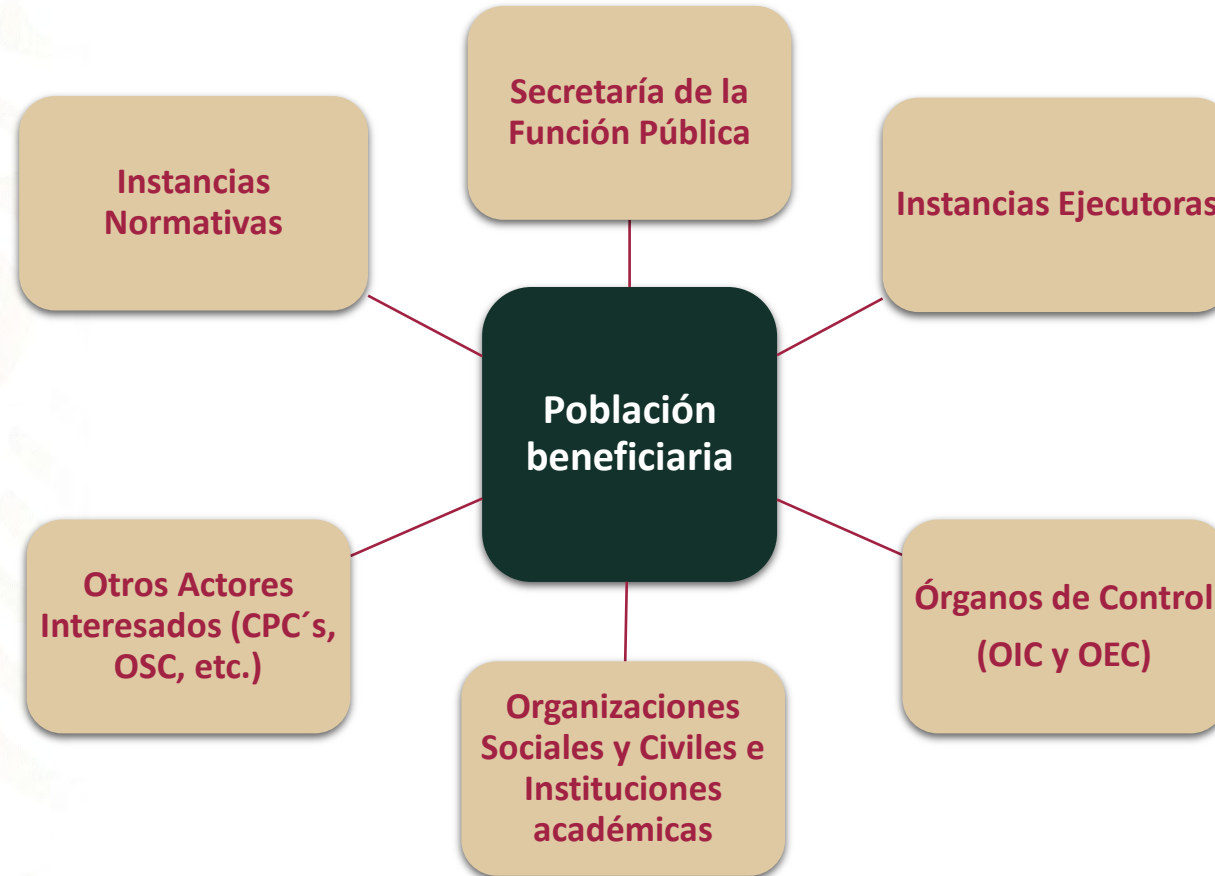 Secretaría de la
Función Pública
Instancias
Normativas
Instancias Ejecutoras
Población
beneficiaria
Otros Actores
Interesados (CPC´s,
OSC, etc.)
Órganos de Control
(OIC y OEC)
Organizaciones
Sociales y Civiles e
Instituciones
académicas